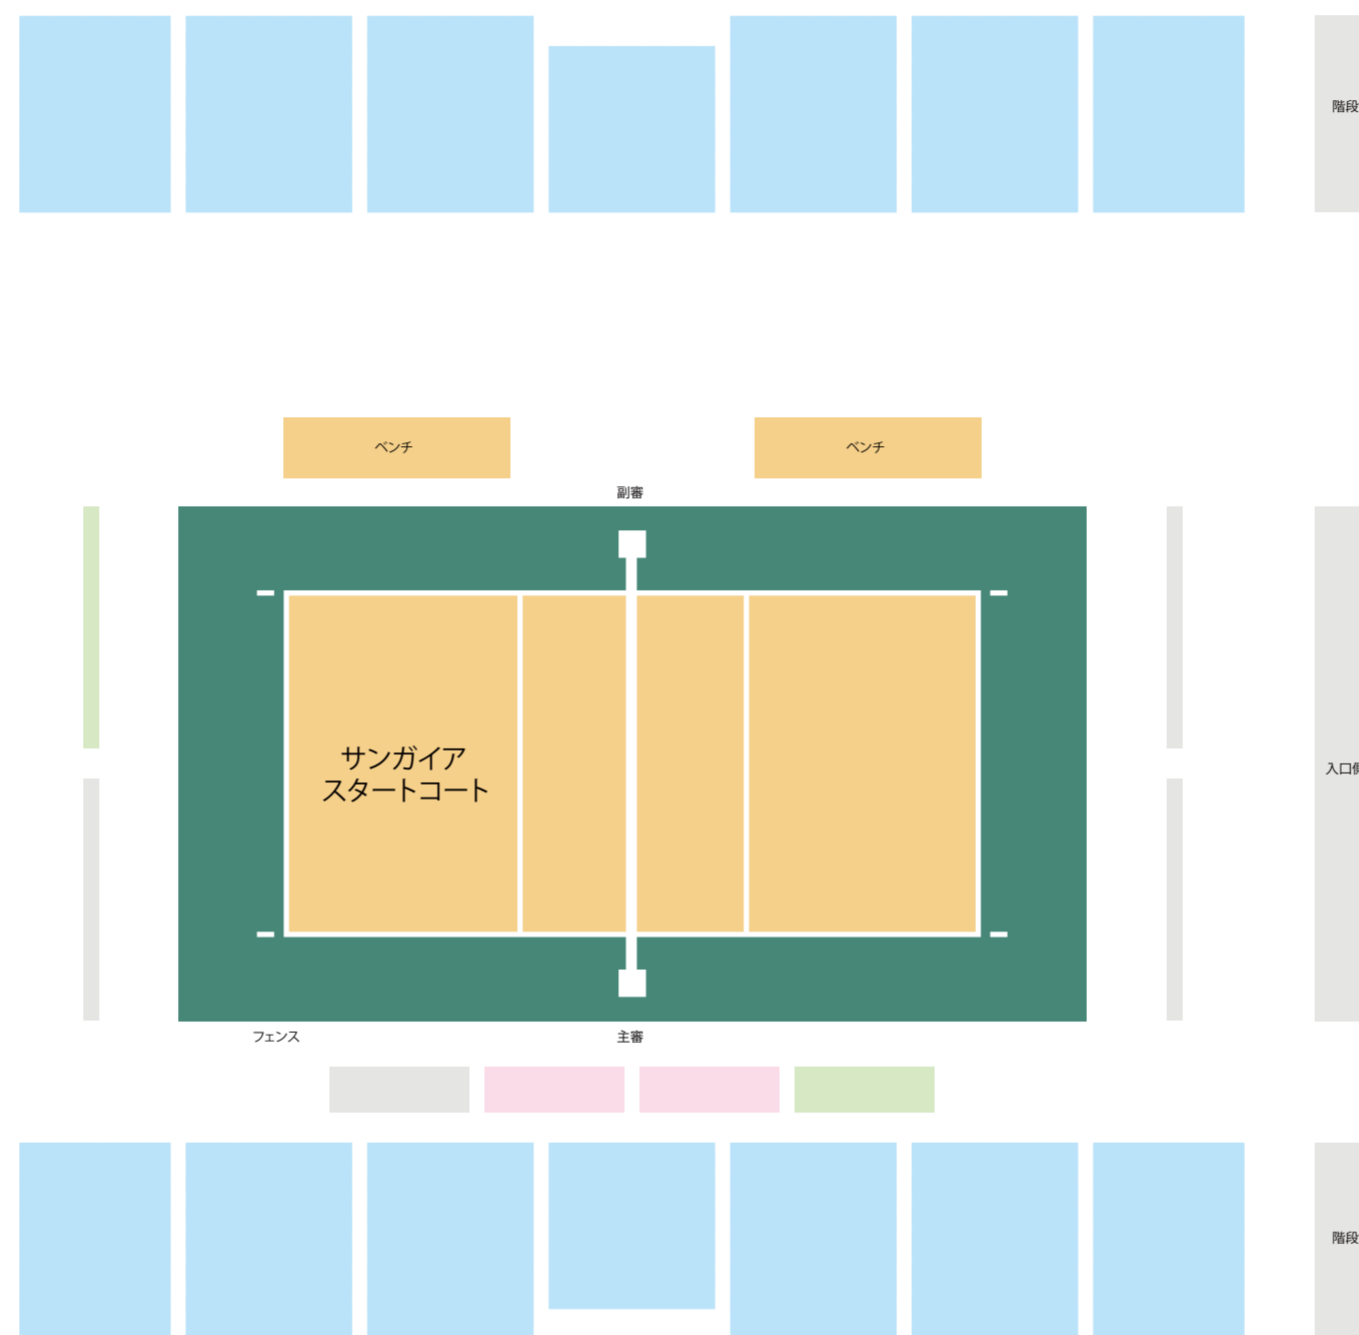 階段
ベンチ
ベンチ
副審
サンガイア
スタートコート
入口側
フェンス
主審
階段